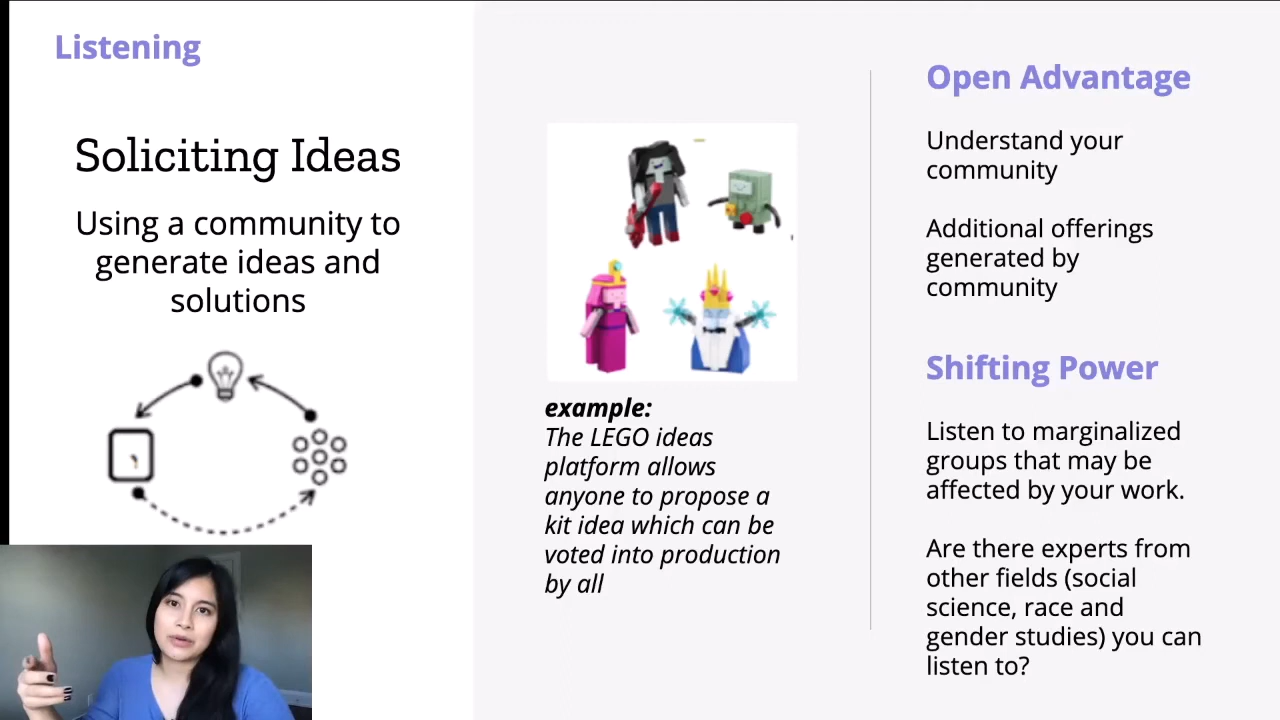 Listening
Soliciting Ideas
Using a community to
generate ideas and
solutions
example:
The LEGO ideas
platform allows
anyone to propose a
kit idea which can be
voted into production
by all
Open Advantage
Understand your
community
Additional offerings
generated by
community
Shifting Power
Listen to marginalized
groups that may be
affected by your work.
Are there experts from
other fields (social
science, race and
gender studies) you can
listen to?